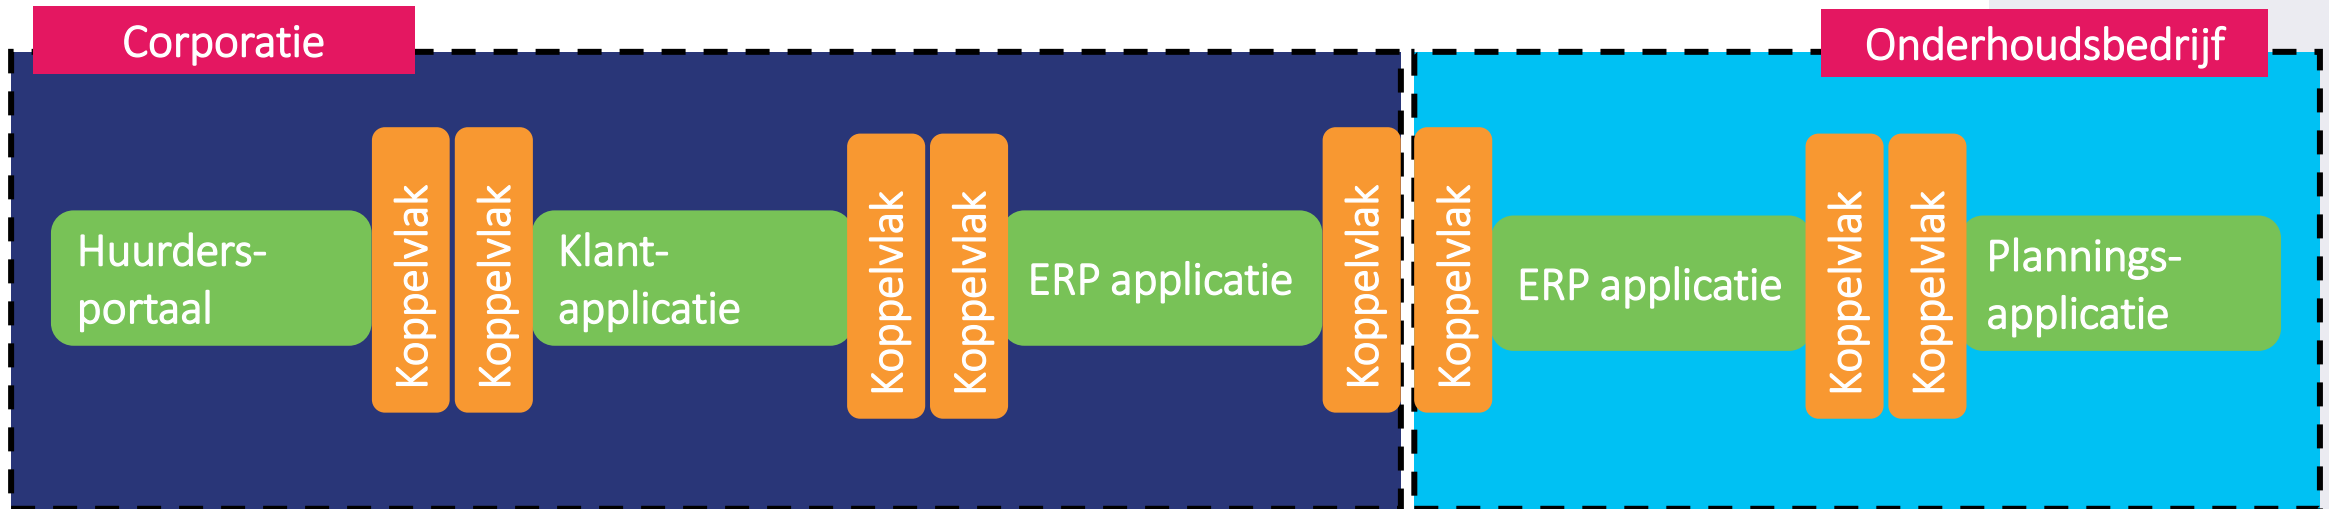 Corporatie
Onderhoudsbedrijf
Huurders-
portaal
Koppelvlak
Koppelvlak
Klant-
applicatie
Koppelvlak
Koppelvlak
ERP applicatie
Koppelvlak
Koppelvlak
ERP applicatie
Koppelvlak
Koppelvlak
Plannings-
applicatie